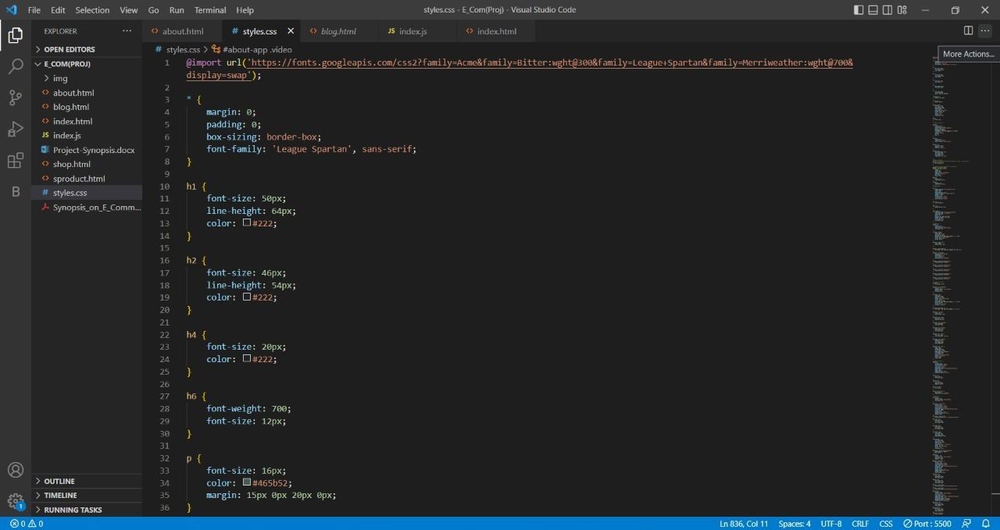 File Edit Selection View Go Run Terminal Help
styles.css - E_Com(Proj) - Visual Studio Code
EXPLORER
OPEN EDITORS
E_COM(PROJ)
img
about.html
blog.html
index.html
JS index.js
Project-Synopsis.docx
shop.html
sproduct.html
# styles.css
Synopsis_on_E_Comm...
OUTLINE
TIMELINE
RUNNING TASKS
B
1
about.html
# styles.css
blog.html
JS index.js
index.html
More Actions...
# styles.css > #about-app .video
1 @import url('https://fonts.googleapis.com/css2?family=Acme&family=Bitter:wght@300&family=League+Spartan&family=Merriweather:wght@700&
display=swap');
2
3 * {
4 margin: 0;
5 padding: 0;
6 box-sizing: border-box;
7 font-family: 'League Spartan', sans-serif;
8 }
9
10 h1 {
11 font-size: 50px;
12 line-height: 64px;
13 color: #222;
14 }
15
16 h2 {
17 font-size: 46px;
18 line-height: 54px;
19 color: #222;
20 }
21
22 h4 {
23 font-size: 20px;
24 color: #222;
25 }
26
27 h6 {
28 font-weight: 700;
29 font-size: 12px;
30 }
31
32 p {
33 font-size: 16px;
34 color: #465b52;
35 margin: 15px 0px 20px 0px;
36 }
0 0
Ln 836, Col 11 Spaces: 4 UTF-8 CRLF CSS Port : 5500